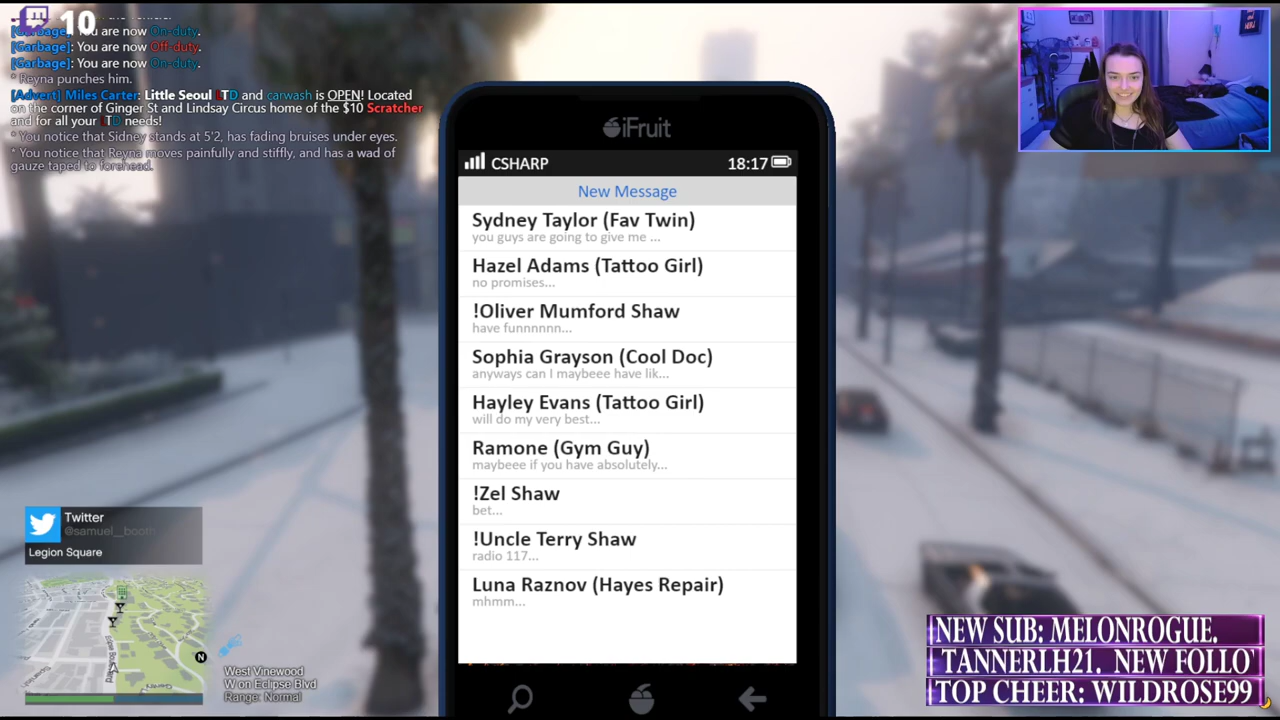 10
[Garbage]: You are now On-duty.
[Garbage]: You are now Off-duty.
[Garbage]: You are now On-duty.
* Reyna punches him.
[Advert] Miles Carter: Little Seoul LTD and carwash is OPEN! Located
on the corner of Ginger St and Lindsay Circus home of the $10 Scratcher
and for all your LTD needs!
* You notice that Sidney stands at 5'2, has fading bruises under eyes.
* You notice that Reyna moves painfully and stiffly, and has a wad of
gauze taped to forehead.
iFruit
CSHARP 18:17
New Message
Sydney Taylor (Fav Twin)
you guys are going to give me ...
Hazel Adams (Tattoo Girl)
no promises...
!Oliver Mumford Shaw
have funnnnnn...
Sophia Grayson (Cool Doc)
anyways can I maybeee have lik...
Hayley Evans (Tattoo Girl)
will do my very best...
Ramone (Gym Guy)
maybeee if you have absolutely...
!Zel Shaw
bet...
!Uncle Terry Shaw
radio 117...
Luna Raznov (Hayes Repair)
mhmm...
Twitter
@samuel__booth
Legion Square
N
West Vinewood
W on Eclipse Blvd
Range: Normal
NEW SUB: MELONROGUE.
TANNERLH21. NEW FOLLO
TOP CHEER: WILDROSE99